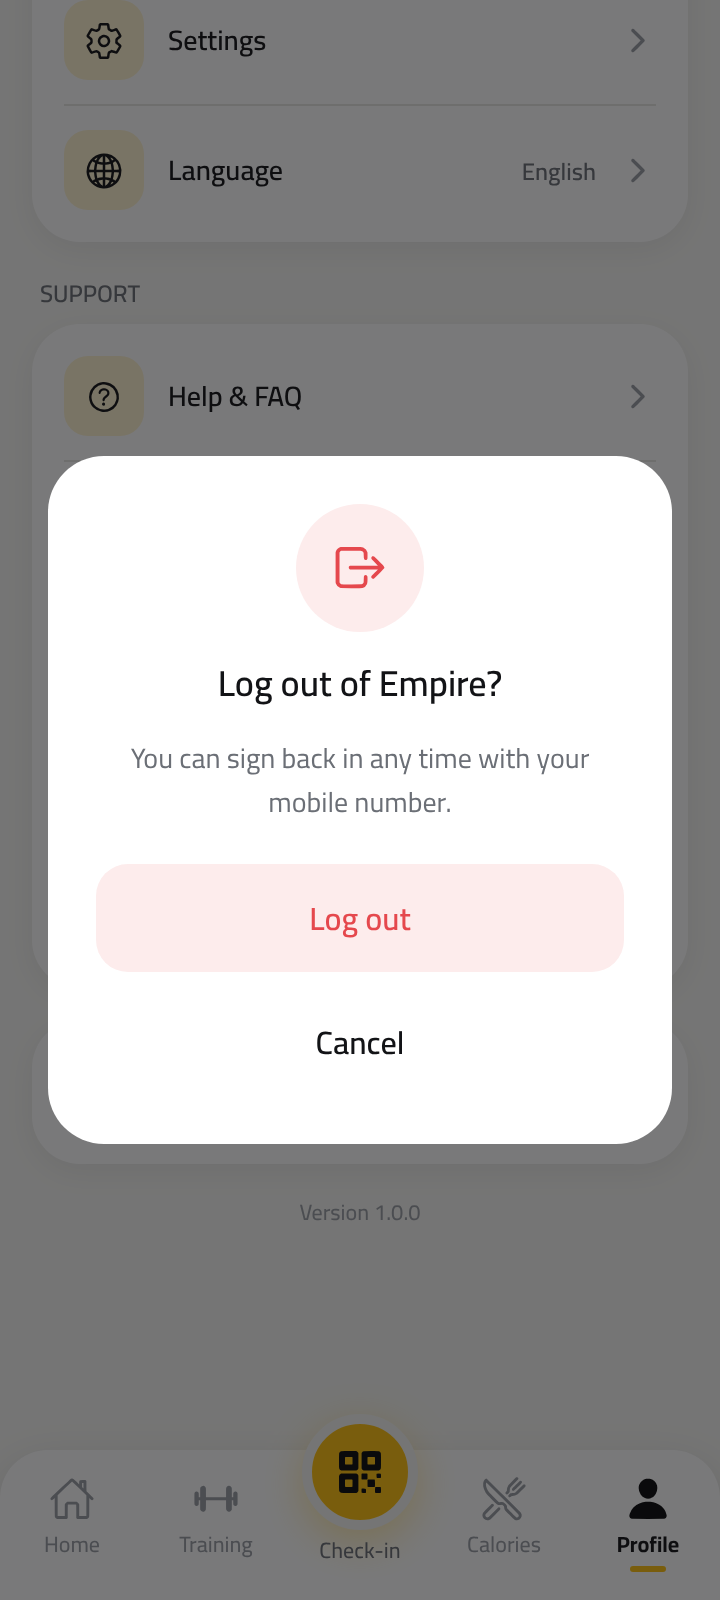 Settings
Language
English
SUPPORT
Help & FAQ
Log out of Empire?
You can sign back in any time with your
mobile number.
Log out
Cancel
Version 1.0.0
Home
Training
Check-in
Calories
Profile